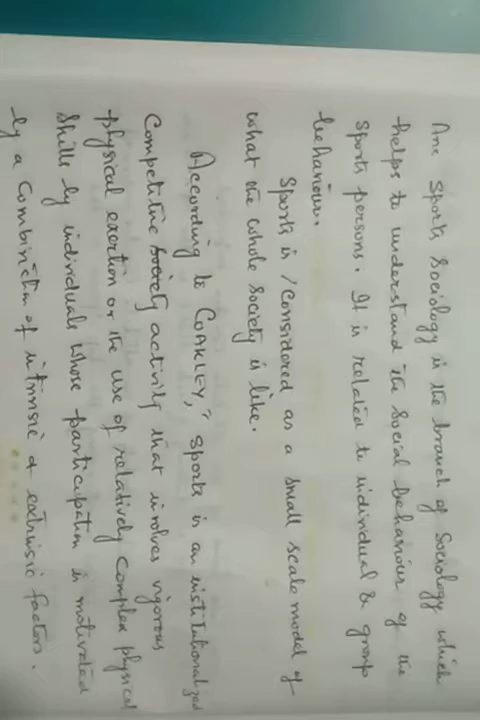 Ans Sports Sociology is the branch of Sociology which
helps to understand the Social behaviour of the
Sports persons. It is related to individual & group
behaviour.
Sports is / Considered as a small scale model of
what the whole society is like.
According to COAKLEY, " Sports is an institutionalized
Competitive society activity that involves vigorous
physical exertion or the use of relatively Complex physical
Skills by individuals whose participation is motivated
by a Combination of intrinsic & extrinsic factors.